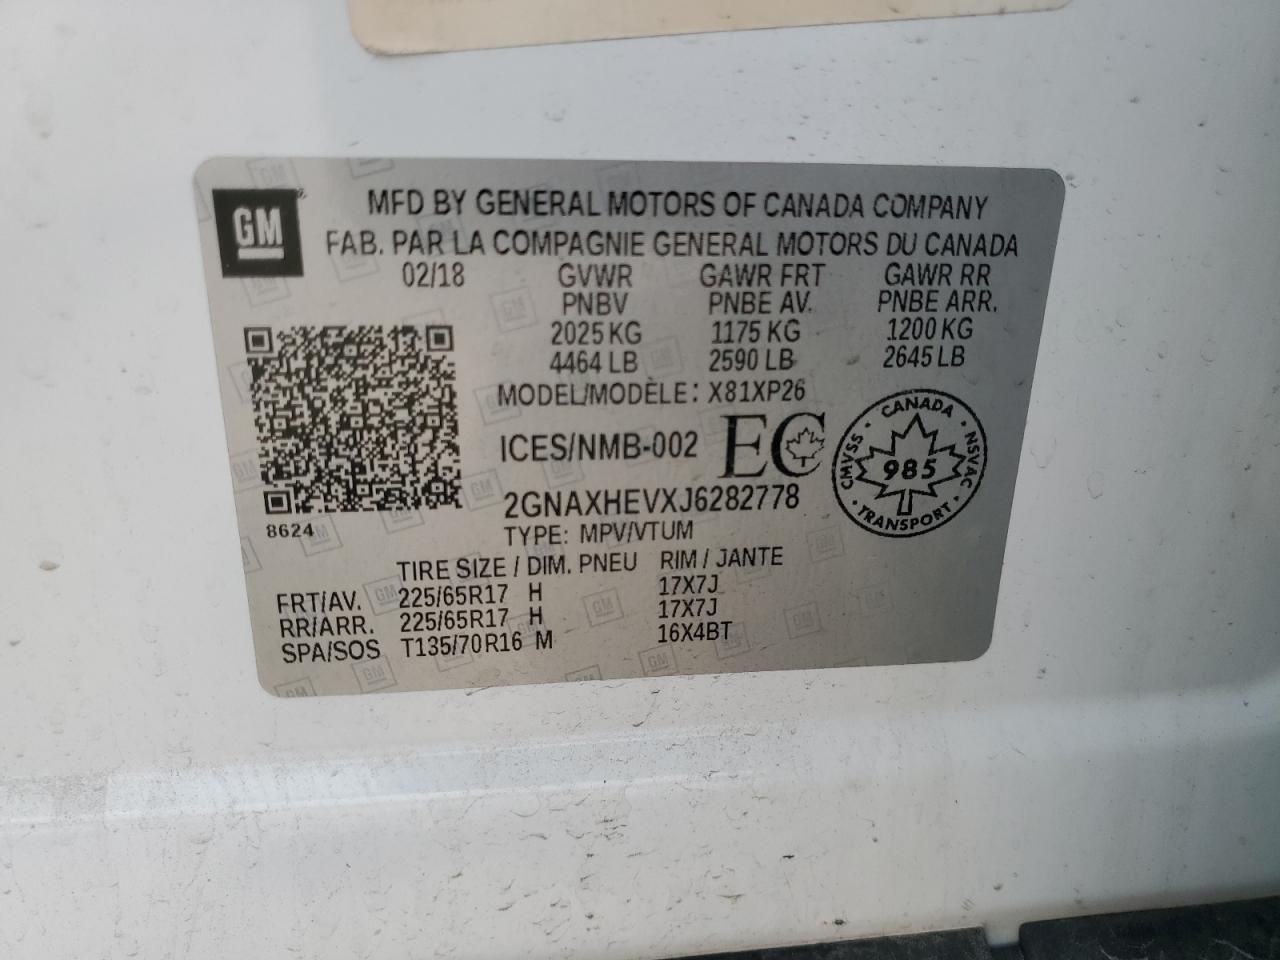 GM
MFD BY GENERAL MOTORS OF CANADA COMPANY
FAB. PAR LA COMPAGNIE GENERAL MOTORS DU CANADA
02/18 GVWR GAWR FRT GAWR RR
PNBV PNBE AV. PNBE ARR.
2025 KG 1175 KG 1200 KG
4464 LB 2590 LB 2645 LB
MODEL/MODÈLE: X81XP26
ICES/NMB-002 EC
CANADA
CMVSS · 985 · NSVAC
TRANSPORT
2GNAXHEVXJ6282778
8624
TYPE: MPV/VTUM
TIRE SIZE / DIM. PNEU RIM / JANTE
FRT/AV. 225/65R17 H 17X7J
RR/ARR. 225/65R17 H 17X7J
SPA/SOS T135/70R16 M 16X4BT